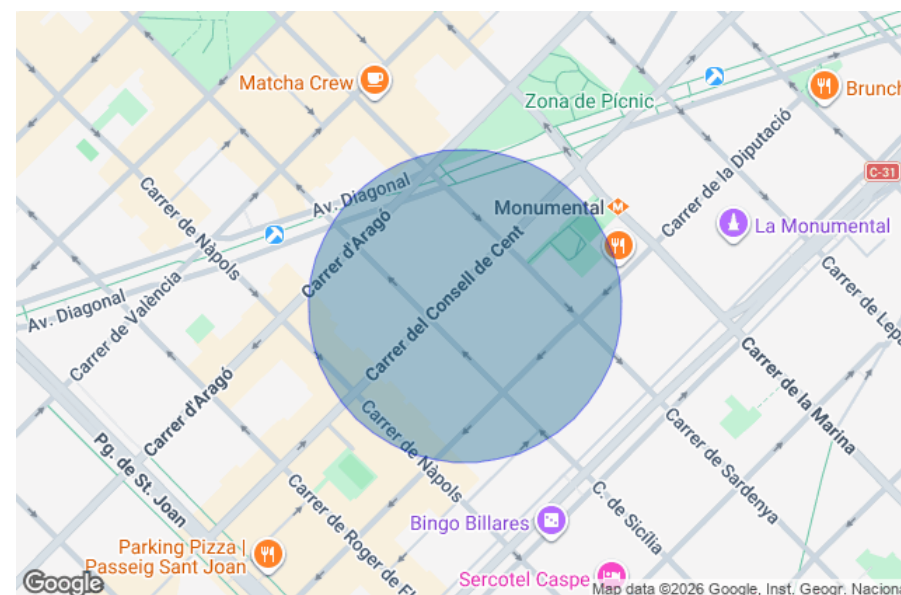 Matcha Crew
Zona de Pícnic
Brunch
Carrer de la Diputació
C-31
Av. Diagonal
Monumental
La Monumental
Carrer de Nàpols
Carrer d'Aragó
Carrer del Consell de Cent
Carrer de València
Av. Diagonal
Carrer de Lepa
Carrer d'Aragó
Carrer de la Marina
Carrer de Nàpols
Carrer de Sardenya
Pg. de St. Joan
Carrer de Roger de Fl
C. de Sicília
Bingo Billares
Parking Pizza |
Passeig Sant Joan
Sercotel Caspe
Google
Map data ©2026 Google, Inst. Geogr. Naciona